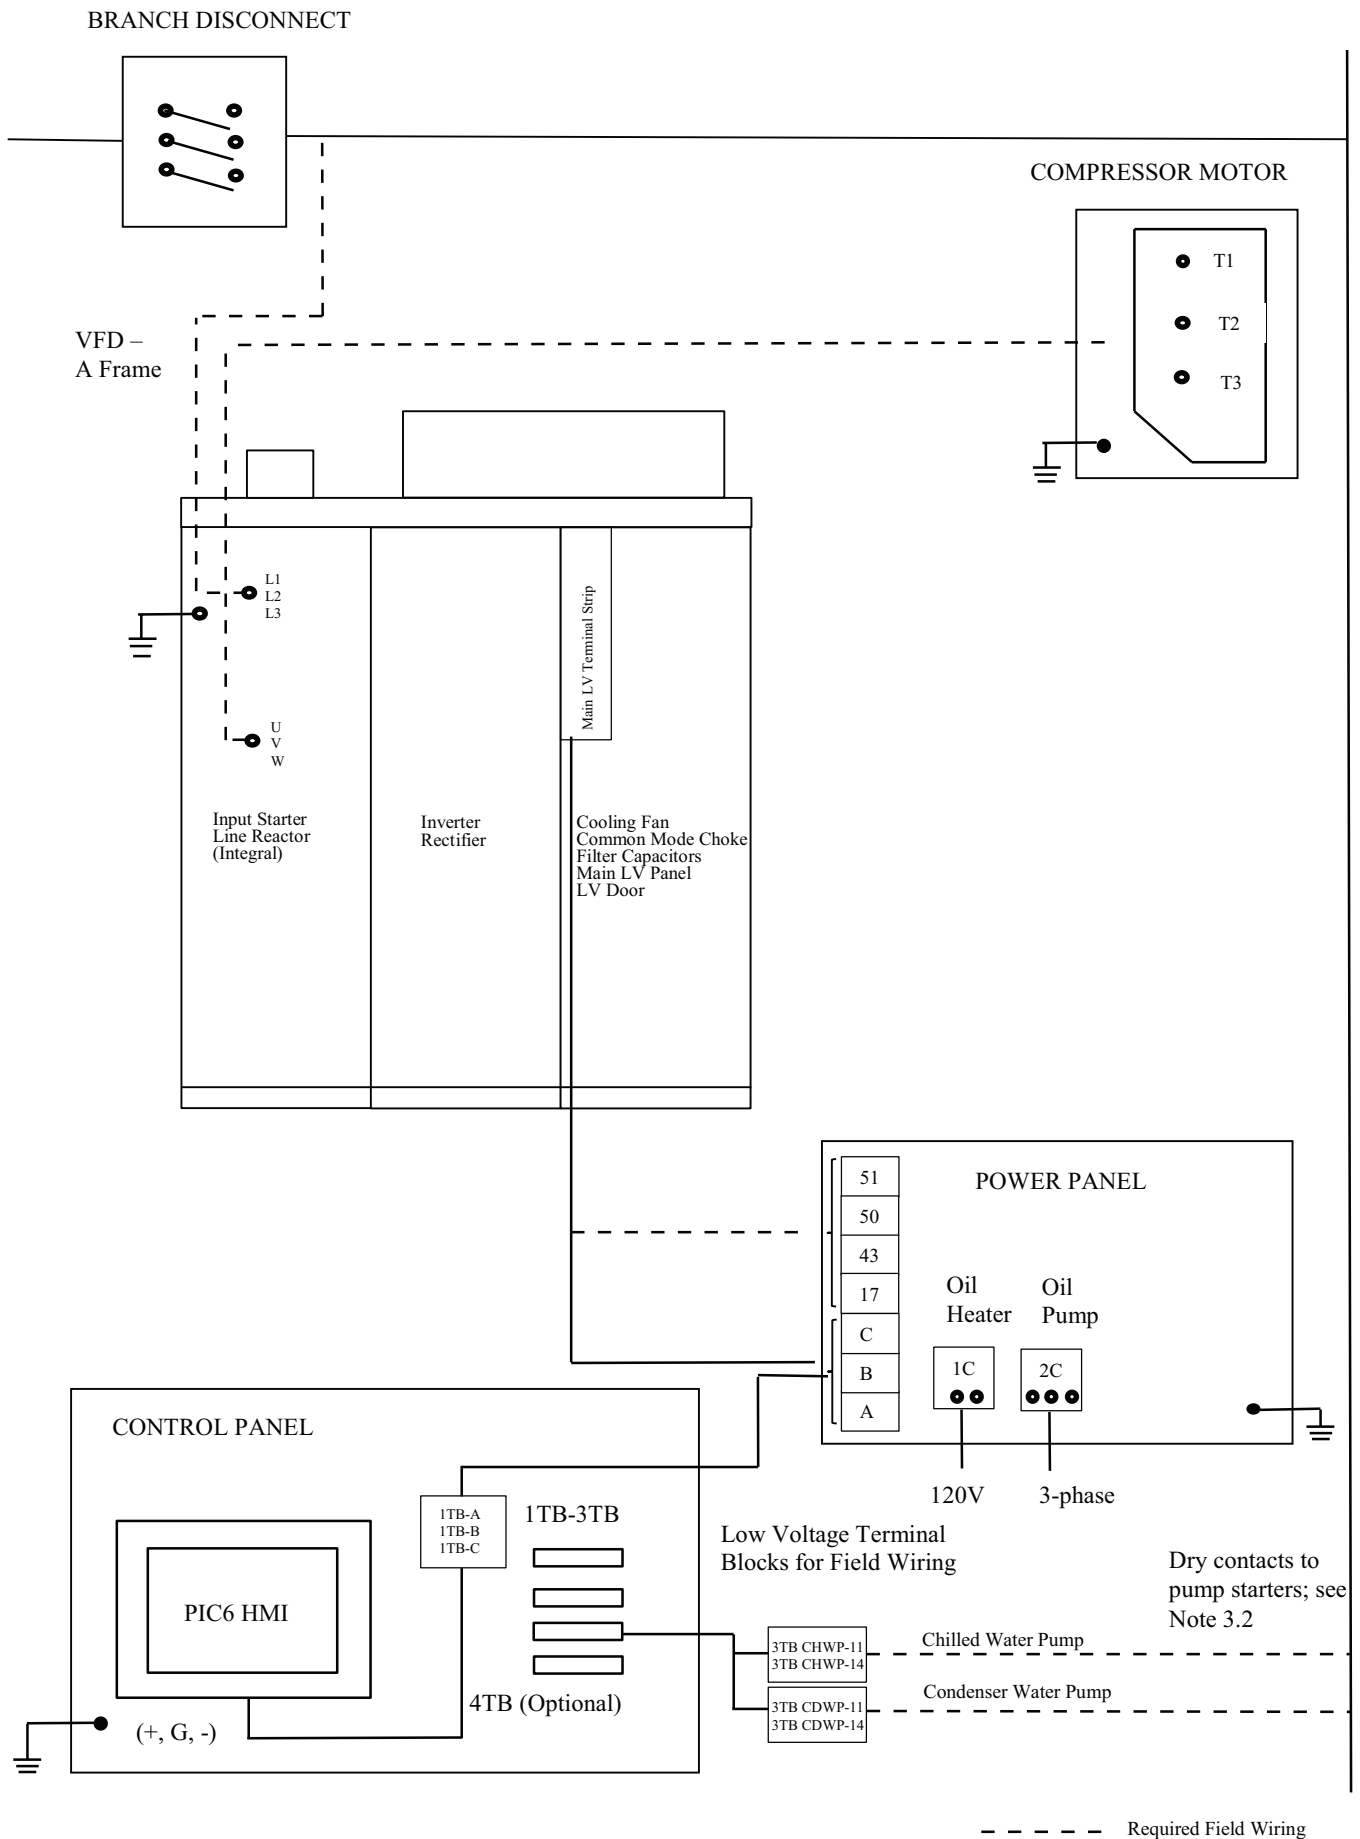 BRANCH DISCONNECT
COMPRESSOR MOTOR
T1
T2
T3
VFD –
A Frame
L1
L2
L3
Main LV Terminal Strip
U
V
W
Input Starter
Line Reactor
(Integral)
Inverter
Rectifier
Cooling Fan
Common Mode Choke
Filter Capacitors
Main LV Panel
LV Door
POWER PANEL
51
50
43
17
C
B
A
Oil
Heater
Oil
Pump
1C
2C
120V
3-phase
CONTROL PANEL
1TB-A
1TB-B
1TB-C
1TB-3TB
PIC6 HMI
4TB (Optional)
(+, G, -)
Low Voltage Terminal
Blocks for Field Wiring
Dry contacts to
pump starters; see
Note 3.2
3TB CHWP-11
3TB CHWP-14
Chilled Water Pump
3TB CDWP-11
3TB CDWP-14
Condenser Water Pump
Required Field Wiring